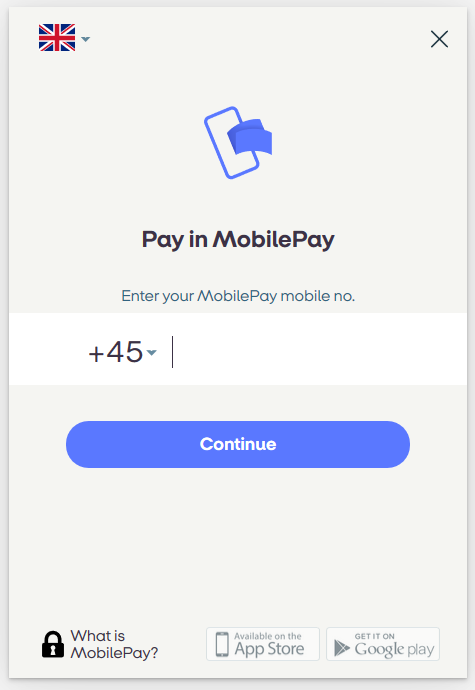 Pay in MobilePay
Enter your MobilePay mobile no.
+45
Continue
What is
MobilePay?
Available on the
App Store
GET IT ON
Google play